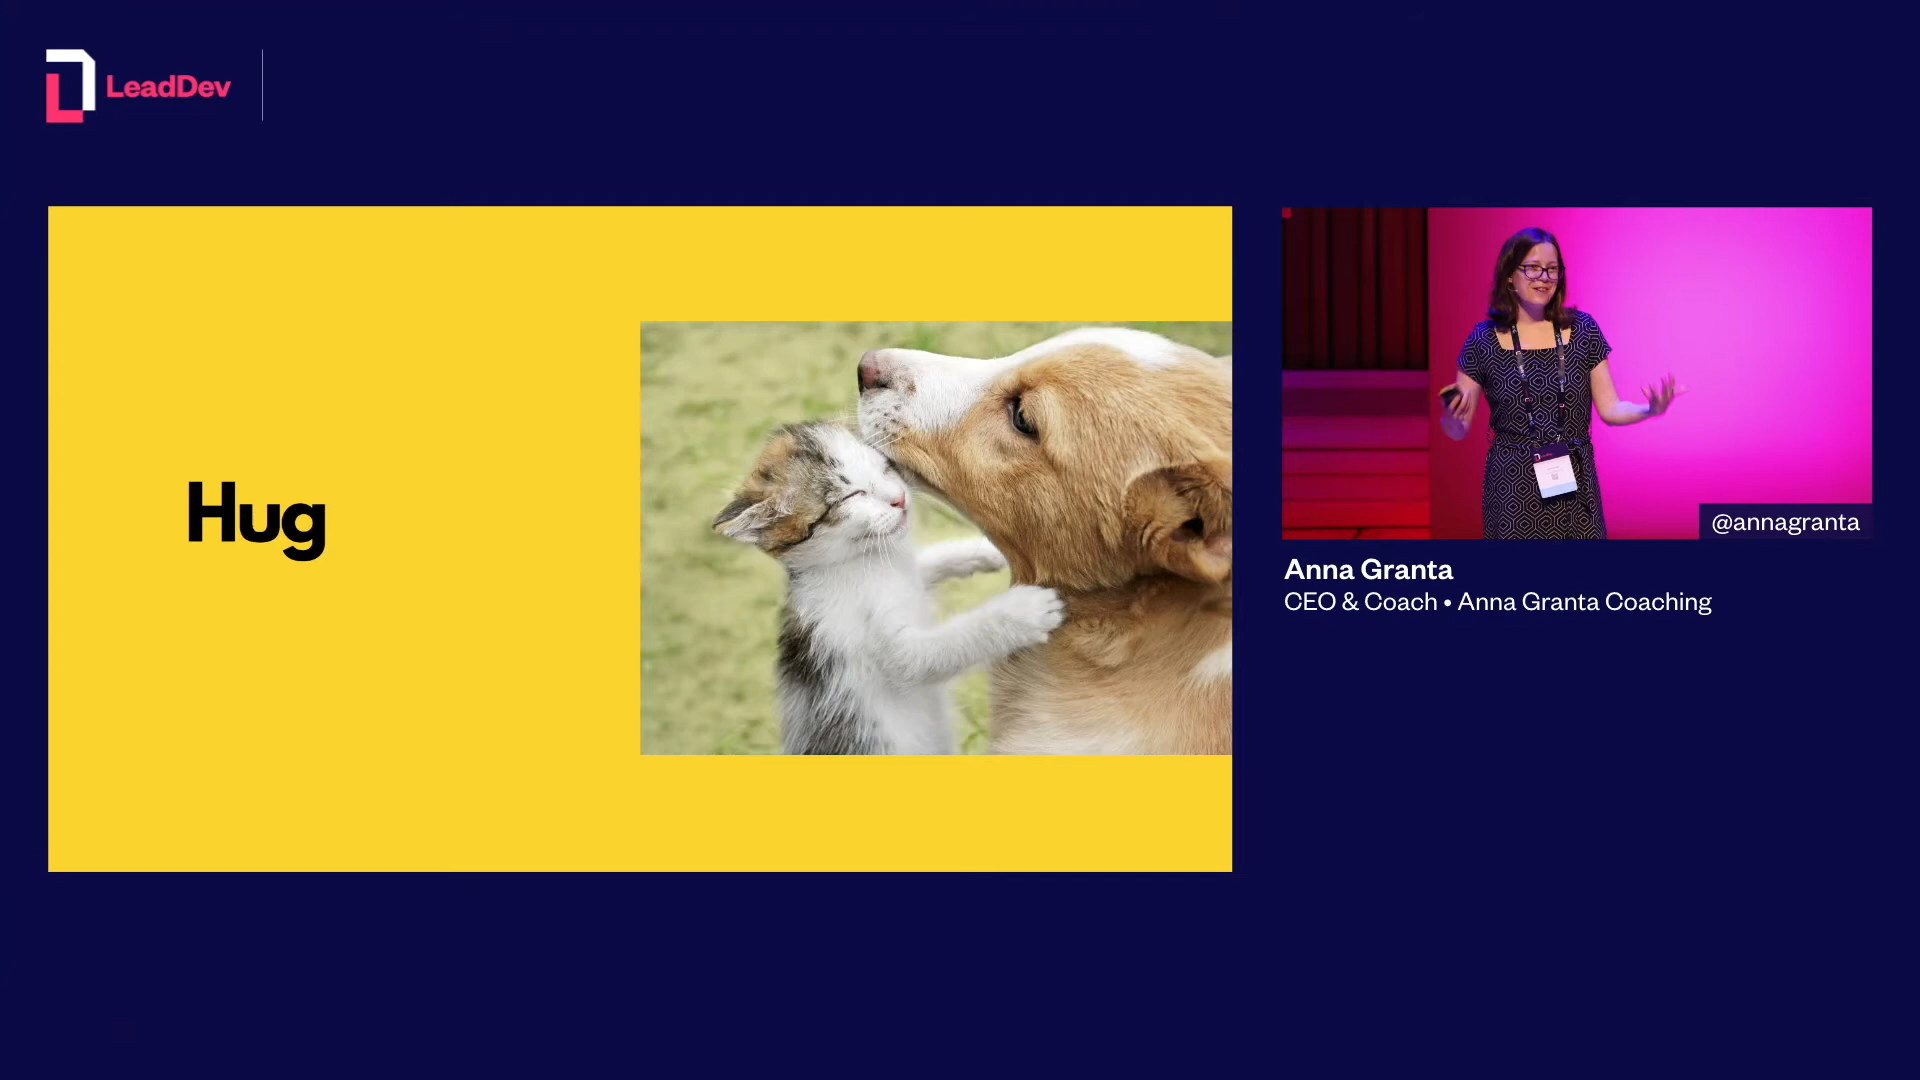 LeadDev
Hug
@annagranta
Anna Granta
CEO & Coach • Anna Granta Coaching